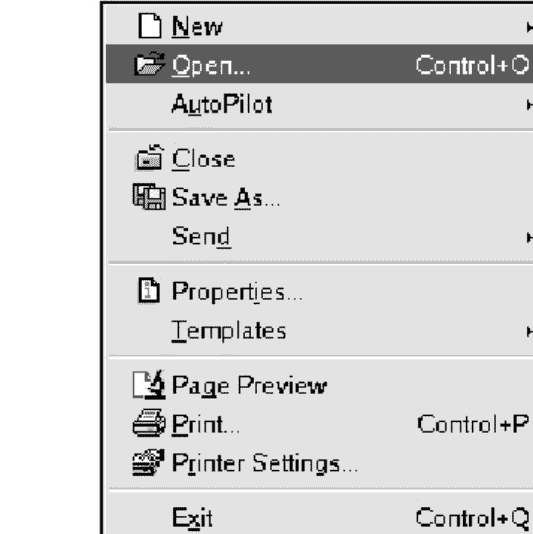 New
Open... Control+O
AutoPilot
Close
Save As...
Send
Properties...
Templates
Page Preview
Print... Control+P
Printer Settings...
Exit Control+Q